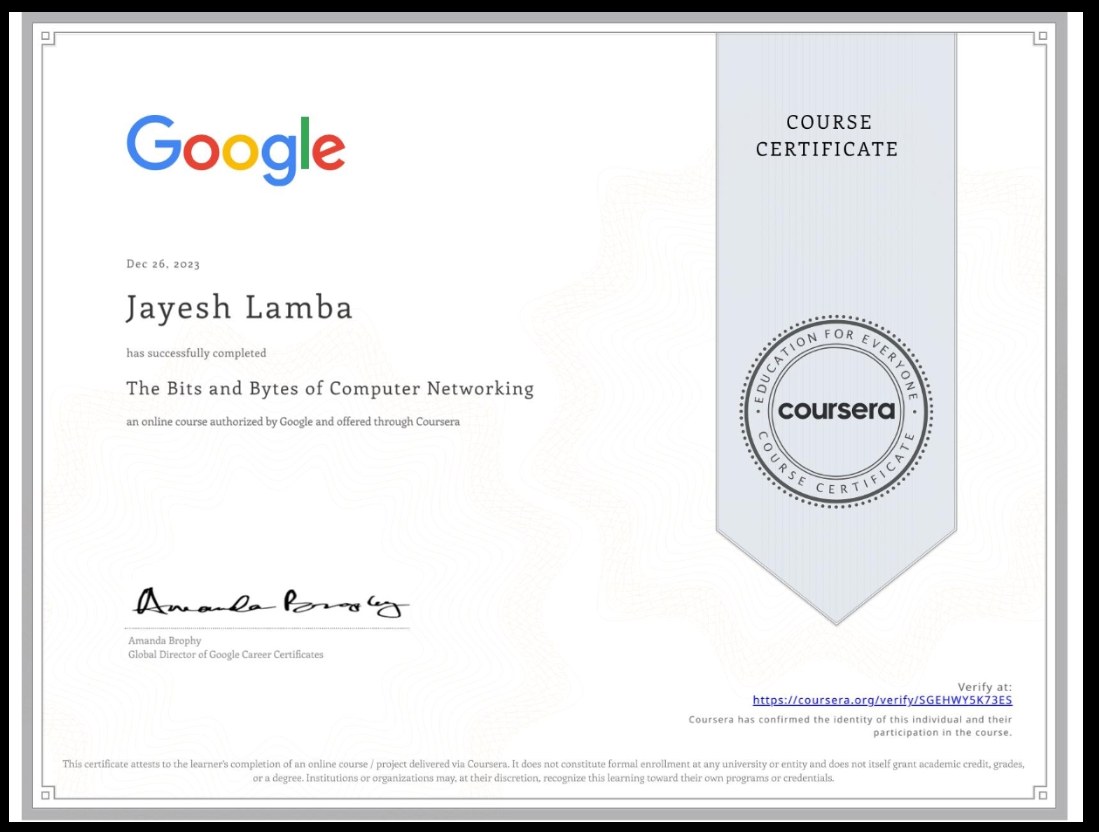 Google
COURSE
CERTIFICATE
Dec 26, 2023
Jayesh Lamba
has successfully completed
The Bits and Bytes of Computer Networking
an online course authorized by Google and offered through Coursera
EDUCATION FOR EVERYONE
coursera
COURSE CERTIFICATE
Amanda Brophy
Amanda Brophy
Global Director of Google Career Certificates
Verify at:
https://coursera.org/verify/SGEHWY5K73ES
Coursera has confirmed the identity of this individual and their
participation in the course.
This certificate attests to the learner's completion of an online course / project delivered via Coursera. It does not constitute formal enrollment at any university or entity and does not itself grant academic credit, grades,
or a degree. Institutions or organizations may, at their discretion, recognize this learning toward their own programs or credentials.